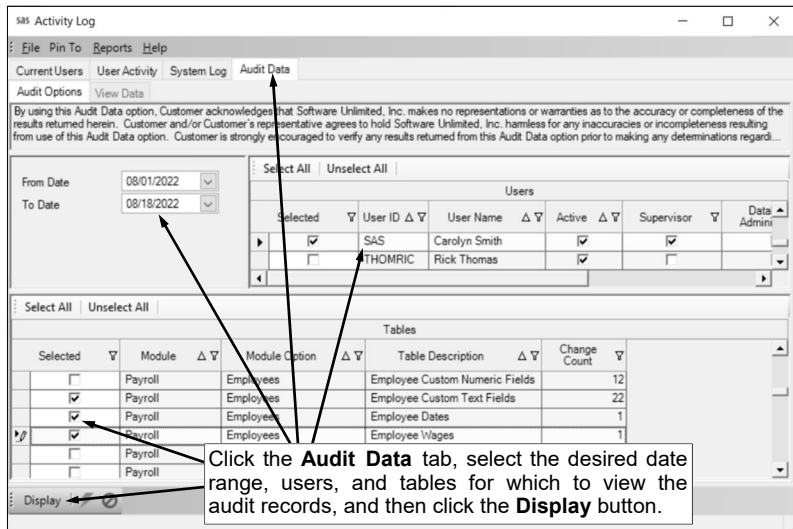 sas Activity Log
File Pin To Reports Help
Current Users User Activity System Log Audit Data
Audit Options View Data
By using this Audit Data option, Customer acknowledges that Software Unlimited, Inc. makes no representations or warranties as to the accuracy or completeness of the
results returned herein. Customer and/or Customer's representative agrees to hold Software Unlimited, Inc. harmless for any inaccuracies or incompleteness resulting
from use of this Audit Data option. Customer is strongly encouraged to verify any results returned from this Audit Data option prior to making any determinations regardi...
From Date 08/01/2022
To Date 08/18/2022
Select All Unselect All
Users
Selected User ID User Name Active Supervisor Data Admini
SAS Carolyn Smith
THOMRIC Rick Thomas
Select All Unselect All
Tables
Selected Module Module Option Table Description Change Count
Payroll Employees Employee Custom Numeric Fields 12
Payroll Employees Employee Custom Text Fields 22
Payroll Employees Employee Dates 1
Payroll Employees Employee Wages 1
Payroll
Payroll
Click the Audit Data tab, select the desired date
range, users, and tables for which to view the
audit records, and then click the Display button.
Display